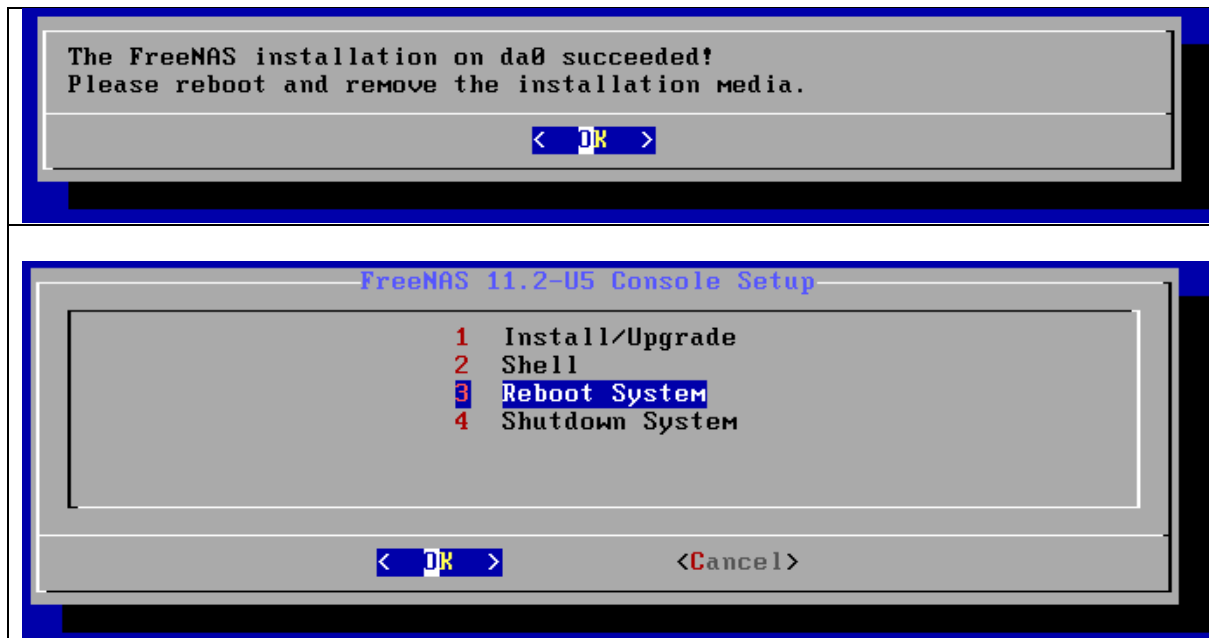 The FreeNAS installation on da0 succeeded!
Please reboot and remove the installation media.
< OK >
FreeNAS 11.2-U5 Console Setup
1 Install/Upgrade
2 Shell
3 Reboot System
4 Shutdown System
< OK > <Cancel>